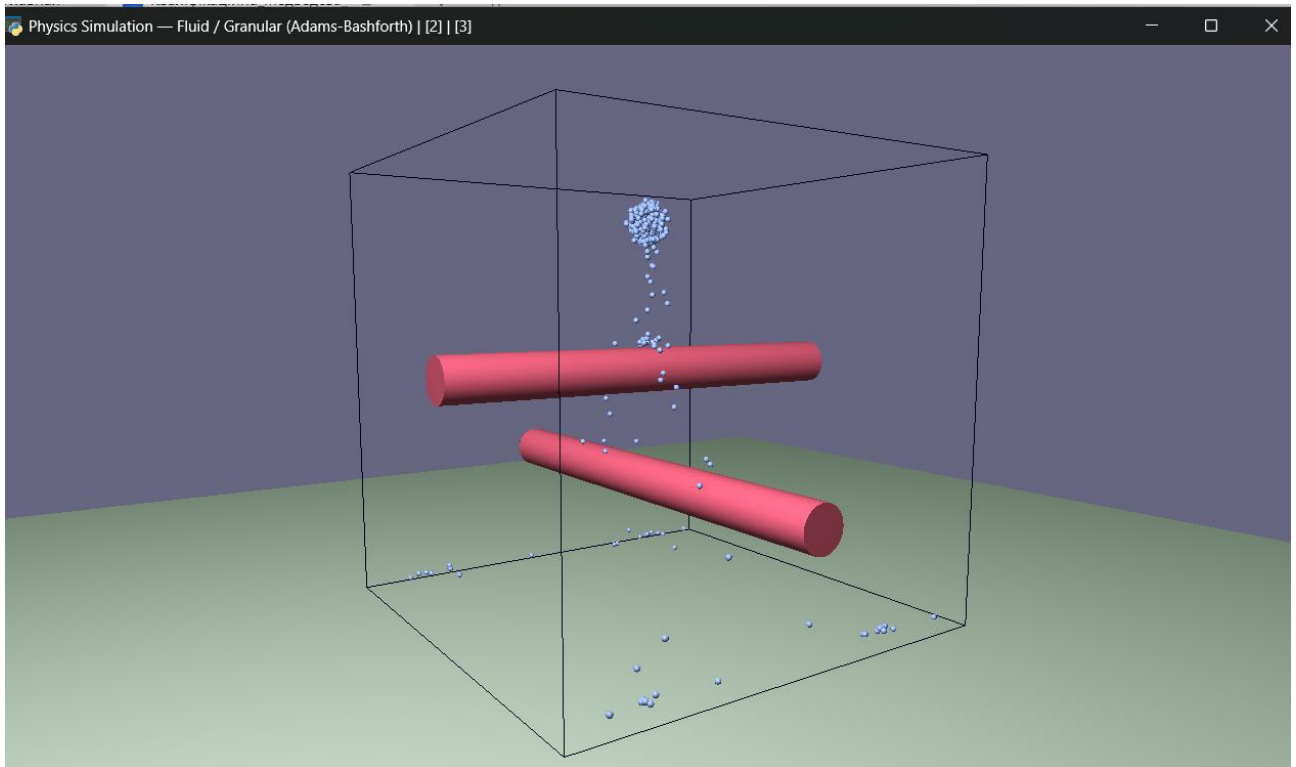 Physics Simulation — Fluid / Granular (Adams-Bashforth) | [2] | [3]